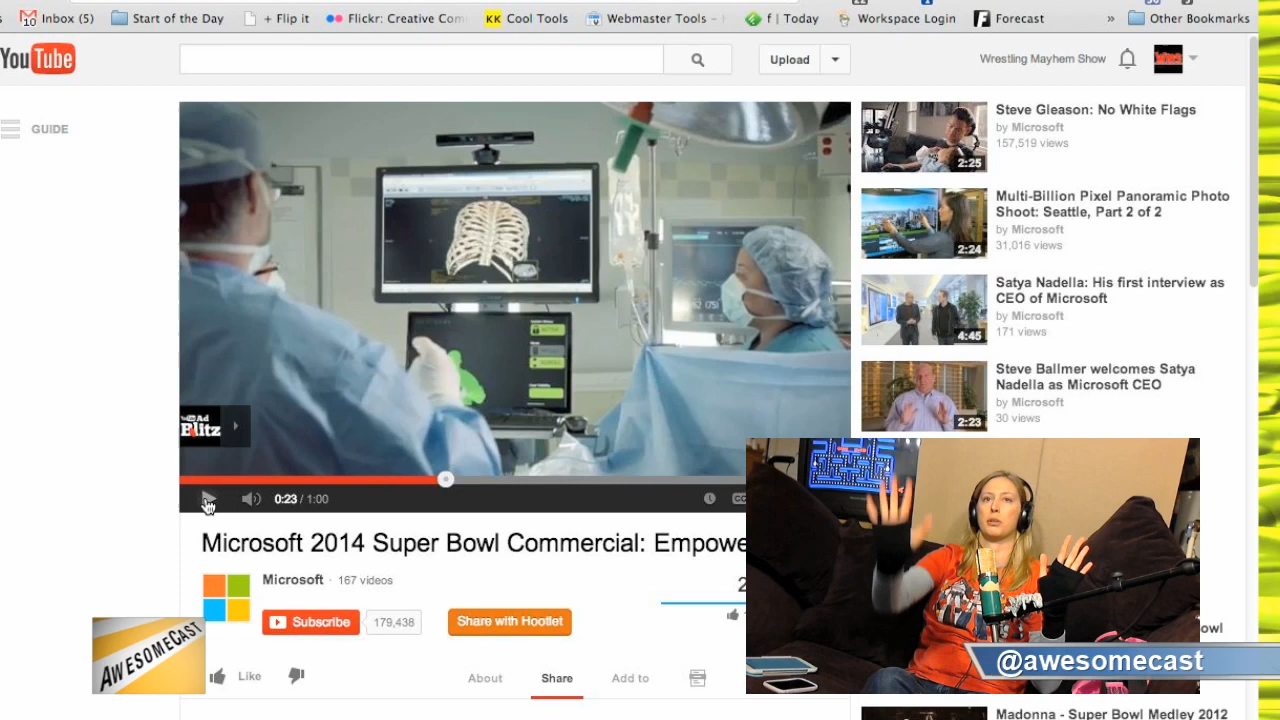 Inbox (5)
Start of the Day
+ Flip it
Flickr: Creative Com
KK Cool Tools
Webmaster Tools -
f | Today
Workspace Login
Forecast
»
Other Bookmarks
YouTube
Upload
Wrestling Mayhem Show
GUIDE
Steve Gleason: No White Flags
by Microsoft
157,519 views
2:25
Multi-Billion Pixel Panoramic Photo
Shoot: Seattle, Part 2 of 2
by Microsoft
31,016 views
2:24
Satya Nadella: His first interview as
CEO of Microsoft
by Microsoft
171 views
4:45
Steve Ballmer welcomes Satya
Nadella as Microsoft CEO
by Microsoft
30 views
2:23
Ad
Blitz
0:23 / 1:00
Microsoft 2014 Super Bowl Commercial: Empowe
Microsoft · 167 videos
2
Subscribe 179,438
Share with Hootlet
AWESOMECAST
Like
About
Share
Add to
owl
@awesomecast
Madonna - Super Bowl Medley 2012